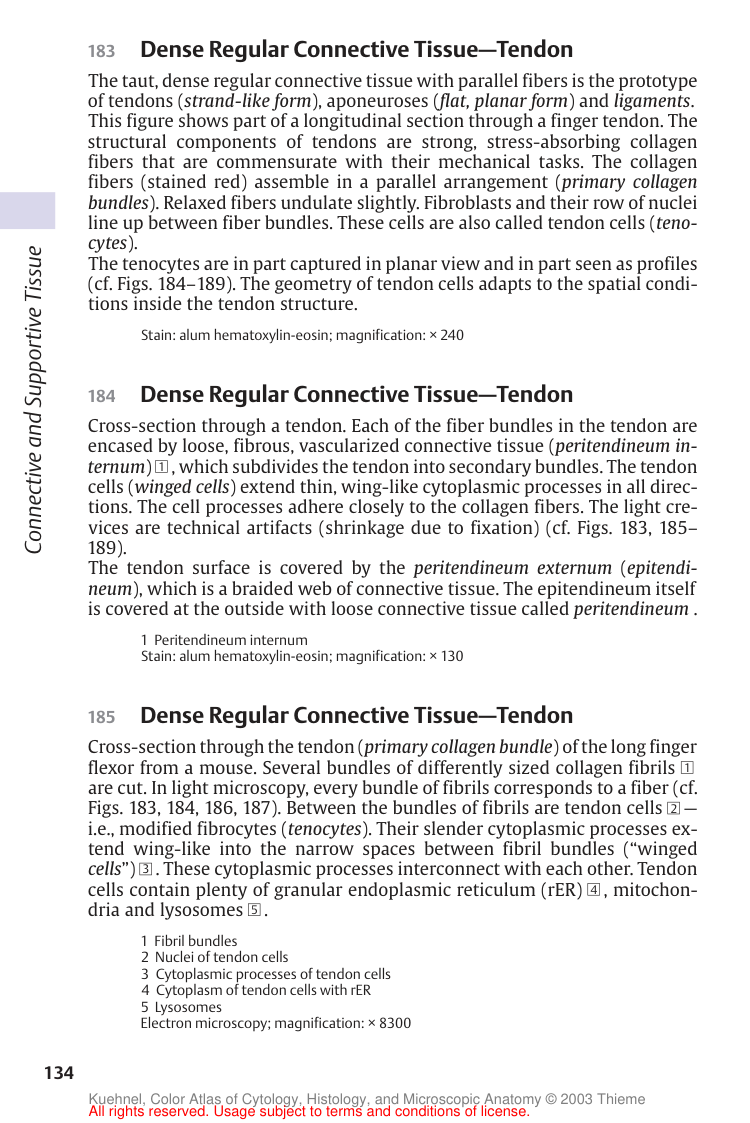 183 Dense Regular Connective Tissue—Tendon
The taut, dense regular connective tissue with parallel fibers is the prototype
of tendons (strand-like form), aponeuroses (flat, planar form) and ligaments.
This figure shows part of a longitudinal section through a finger tendon. The
structural components of tendons are strong, stress-absorbing collagen
fibers that are commensurate with their mechanical tasks. The collagen
fibers (stained red) assemble in a parallel arrangement (primary collagen
bundles). Relaxed fibers undulate slightly. Fibroblasts and their row of nuclei
line up between fiber bundles. These cells are also called tendon cells (teno-
cytes).
The tenocytes are in part captured in planar view and in part seen as profiles
(cf. Figs. 184–189). The geometry of tendon cells adapts to the spatial condi-
tions inside the tendon structure.
Stain: alum hematoxylin-eosin; magnification: × 240
Connective and Supportive Tissue
184 Dense Regular Connective Tissue—Tendon
Cross-section through a tendon. Each of the fiber bundles in the tendon are
encased by loose, fibrous, vascularized connective tissue (peritendineum in-
ternum) 1 , which subdivides the tendon into secondary bundles. The tendon
cells (winged cells) extend thin, wing-like cytoplasmic processes in all direc-
tions. The cell processes adhere closely to the collagen fibers. The light cre-
vices are technical artifacts (shrinkage due to fixation) (cf. Figs. 183, 185–
189).
The tendon surface is covered by the peritendineum externum (epitendi-
neum), which is a braided web of connective tissue. The epitendineum itself
is covered at the outside with loose connective tissue called peritendineum .
1 Peritendineum internum
Stain: alum hematoxylin-eosin; magnification: × 130
185 Dense Regular Connective Tissue—Tendon
Cross-section through the tendon (primary collagen bundle) of the long finger
flexor from a mouse. Several bundles of differently sized collagen fibrils 1
are cut. In light microscopy, every bundle of fibrils corresponds to a fiber (cf.
Figs. 183, 184, 186, 187). Between the bundles of fibrils are tendon cells 2 —
i.e., modified fibrocytes (tenocytes). Their slender cytoplasmic processes ex-
tend wing-like into the narrow spaces between fibril bundles (“winged
cells”) 3 . These cytoplasmic processes interconnect with each other. Tendon
cells contain plenty of granular endoplasmic reticulum (rER) 4 , mitochon-
dria and lysosomes 5 .
1 Fibril bundles
2 Nuclei of tendon cells
3 Cytoplasmic processes of tendon cells
4 Cytoplasm of tendon cells with rER
5 Lysosomes
Electron microscopy; magnification: × 8300
134
Kuehnel, Color Atlas of Cytology, Histology, and Microscopic Anatomy © 2003 Thieme
All rights reserved. Usage subject to terms and conditions of license.